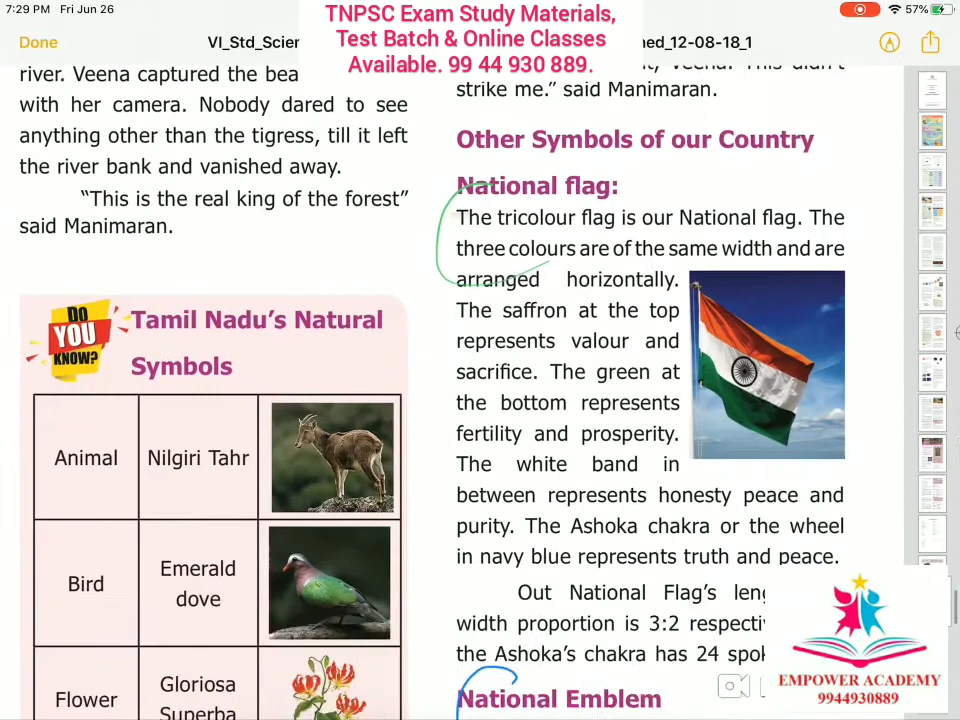 7:29 PM Fri Jun 26
57%
Done
VI_Std_Scien
ned_12-08-18_1
TNPSC Exam Study Materials,
Test Batch & Online Classes
Available. 99 44 930 889.
river. Veena captured the bea
with her camera. Nobody dared to see
anything other than the tigress, till it left
the river bank and vanished away.
“This is the real king of the forest”
said Manimaran.
DO
YOU
KNOW?
Tamil Nadu’s Natural
Symbols
Animal
Nilgiri Tahr
Bird
Emerald
dove
Flower
Gloriosa
Superba
Veena. This didn’t
strike me.” said Manimaran.
Other Symbols of our Country
National flag:
The tricolour flag is our National flag. The
three colours are of the same width and are
arranged horizontally.
The saffron at the top
represents valour and
sacrifice. The green at
the bottom represents
fertility and prosperity.
The white band in
between represents honesty peace and
purity. The Ashoka chakra or the wheel
in navy blue represents truth and peace.
Out National Flag’s leng
width proportion is 3:2 respecti
the Ashoka’s chakra has 24 spok
National Emblem
EMPOWER ACADEMY
9944930889